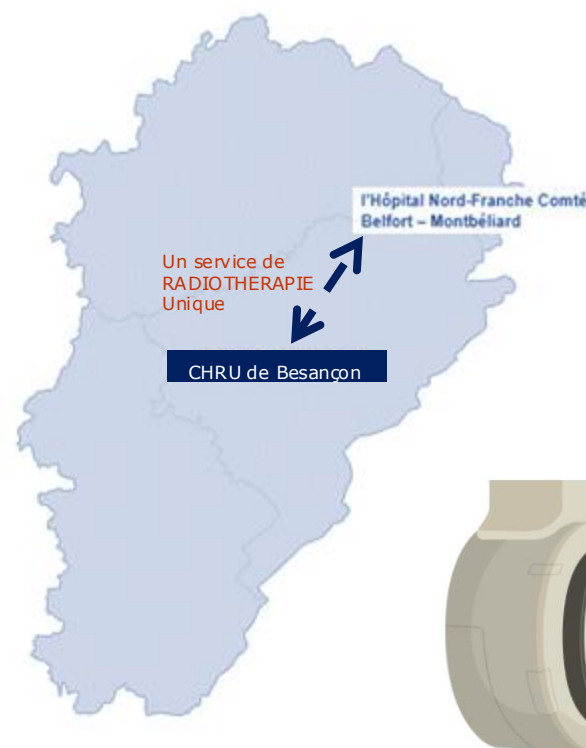 l'Hôpital Nord-Franche Comté
Belfort – Montbéliard
Un service de
RADIOTHERAPIE
Unique
CHRU de Besançon